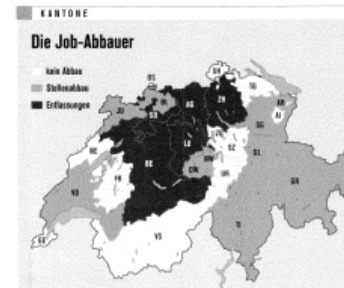 KANTONE
Die Job-Abbauer
kein Abbau
Stellenabbau
Entlassungen
BS
SH
TG
BL
JU
SO
AG
ZH
AR
AI
SG
ZG
NE
LU
SZ
BE
NW
OW
GL
FR
UR
GR
VD
TI
GE
VS